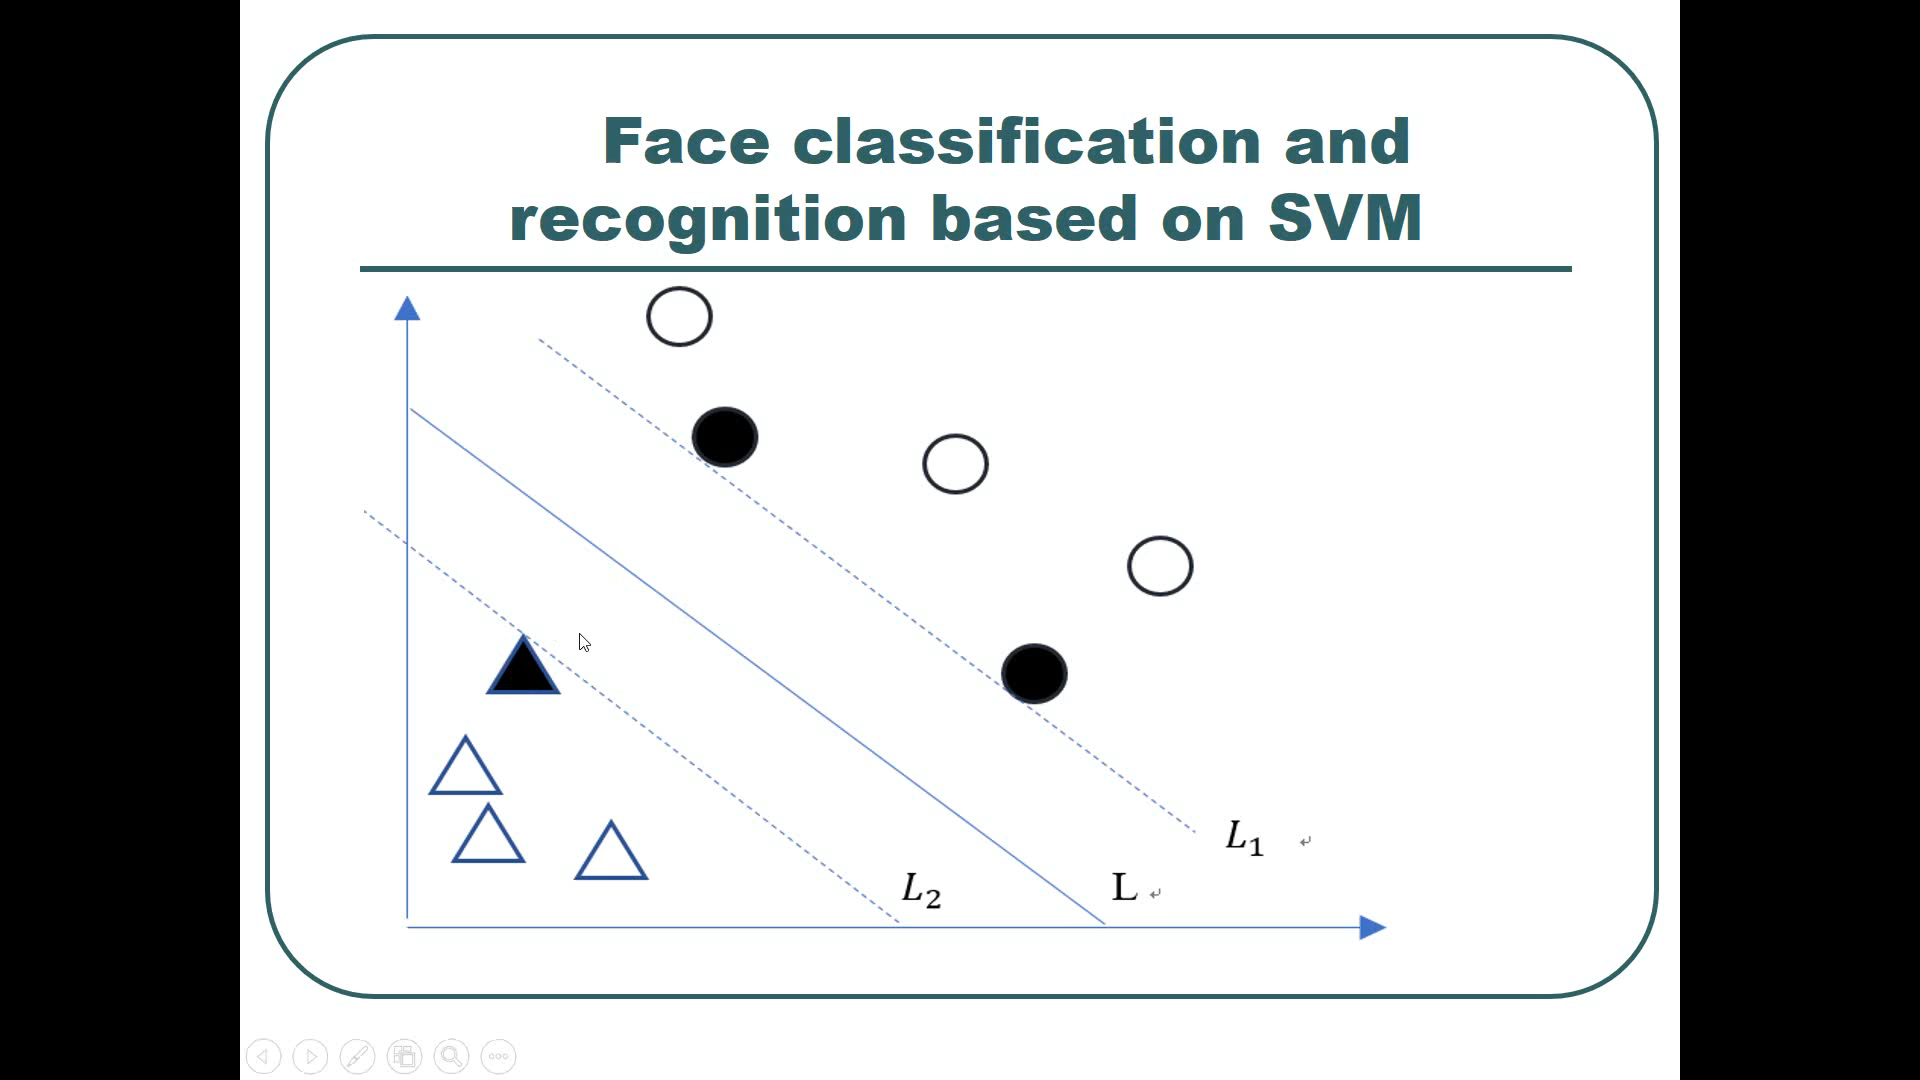 Face classification and
recognition based on SVM
L₁ ↵
L₂
L ↵